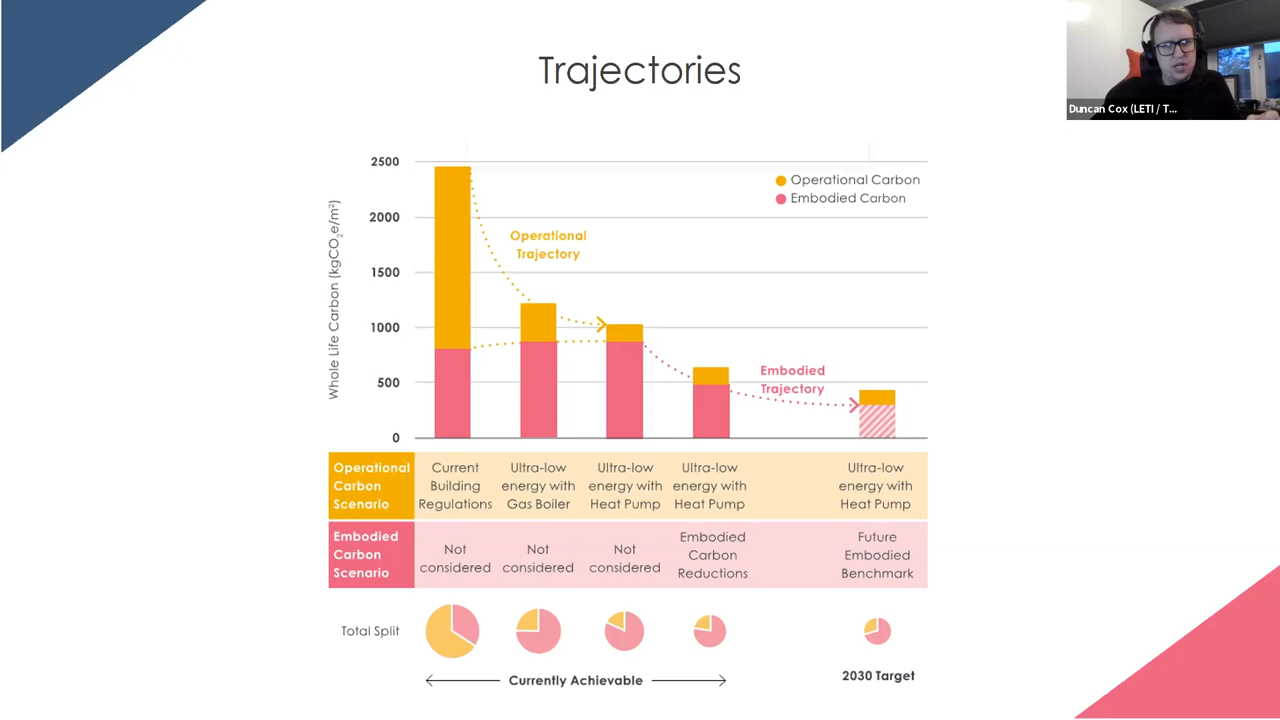 Trajectories
Duncan Cox (LETI / T...
Whole Life Carbon (kgCO₂e/m²)
2500
2000
1500
1000
500
0
Operational Carbon
Embodied Carbon
Operational
Trajectory
Embodied
Trajectory
Operational
Carbon
Scenario
Current
Building
Regulations
Ultra-low
energy with
Gas Boiler
Ultra-low
energy with
Heat Pump
Ultra-low
energy with
Heat Pump
Ultra-low
energy with
Heat Pump
Embodied
Carbon
Scenario
Not
considered
Not
considered
Not
considered
Embodied
Carbon
Reductions
Future
Embodied
Benchmark
Total Split
Currently Achievable
2030 Target